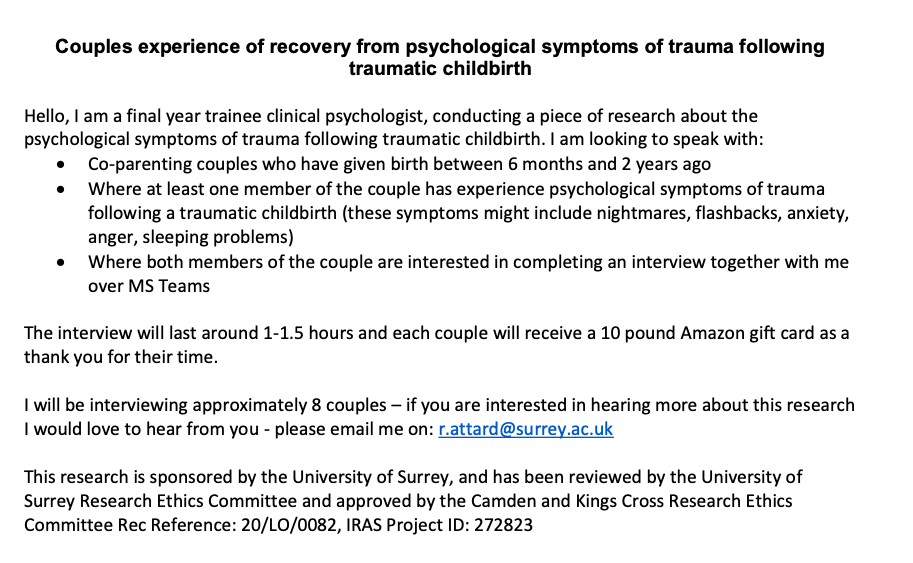 Couples experience of recovery from psychological symptoms of trauma following
traumatic childbirth
Hello, I am a final year trainee clinical psychologist, conducting a piece of research about the
psychological symptoms of trauma following traumatic childbirth. I am looking to speak with:
• Co-parenting couples who have given birth between 6 months and 2 years ago
• Where at least one member of the couple has experience psychological symptoms of trauma
following a traumatic childbirth (these symptoms might include nightmares, flashbacks, anxiety,
anger, sleeping problems)
• Where both members of the couple are interested in completing an interview together with me
over MS Teams
The interview will last around 1-1.5 hours and each couple will receive a 10 pound Amazon gift card as a
thank you for their time.
I will be interviewing approximately 8 couples – if you are interested in hearing more about this research
I would love to hear from you - please email me on: r.attard@surrey.ac.uk
This research is sponsored by the University of Surrey, and has been reviewed by the University of
Surrey Research Ethics Committee and approved by the Camden and Kings Cross Research Ethics
Committee Rec Reference: 20/LO/0082, IRAS Project ID: 272823